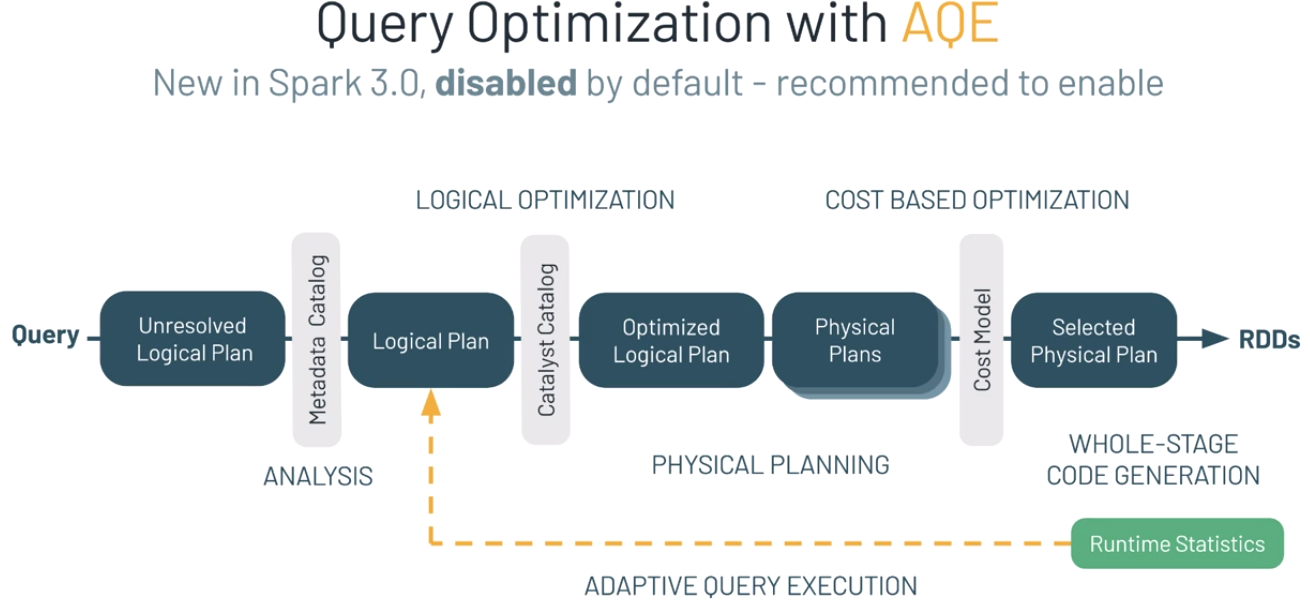 Query Optimization with AQE
New in Spark 3.0, disabled by default - recommended to enable
LOGICAL OPTIMIZATION
COST BASED OPTIMIZATION
Query
Unresolved
Logical Plan
Metadata Catalog
Logical Plan
Catalyst Catalog
Optimized
Logical Plan
Physical
Plans
Cost Model
Selected
Physical Plan
RDDs
ANALYSIS
PHYSICAL PLANNING
WHOLE-STAGE
CODE GENERATION
Runtime Statistics
ADAPTIVE QUERY EXECUTION